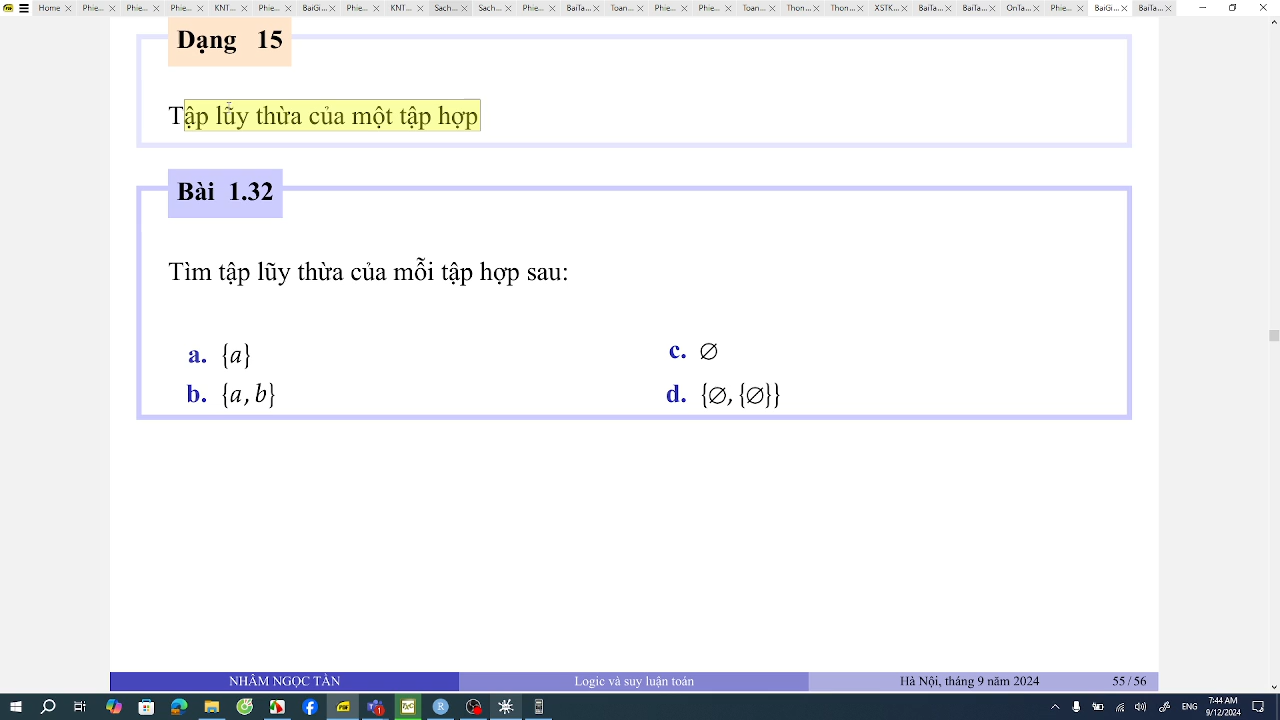 Home
Dạng 15
Tập lũy thừa của một tập hợp
Bài 1.32
Tìm tập lũy thừa của mỗi tập hợp sau:
a. {a}
c. ∅
b. {a, b}
d. {∅, {∅}}
NHÂM NGỌC TẦN
Logic và suy luận toán
Hà Nội, tháng 9 năm 2024
55 / 56
7:44 AM
9/12/2024